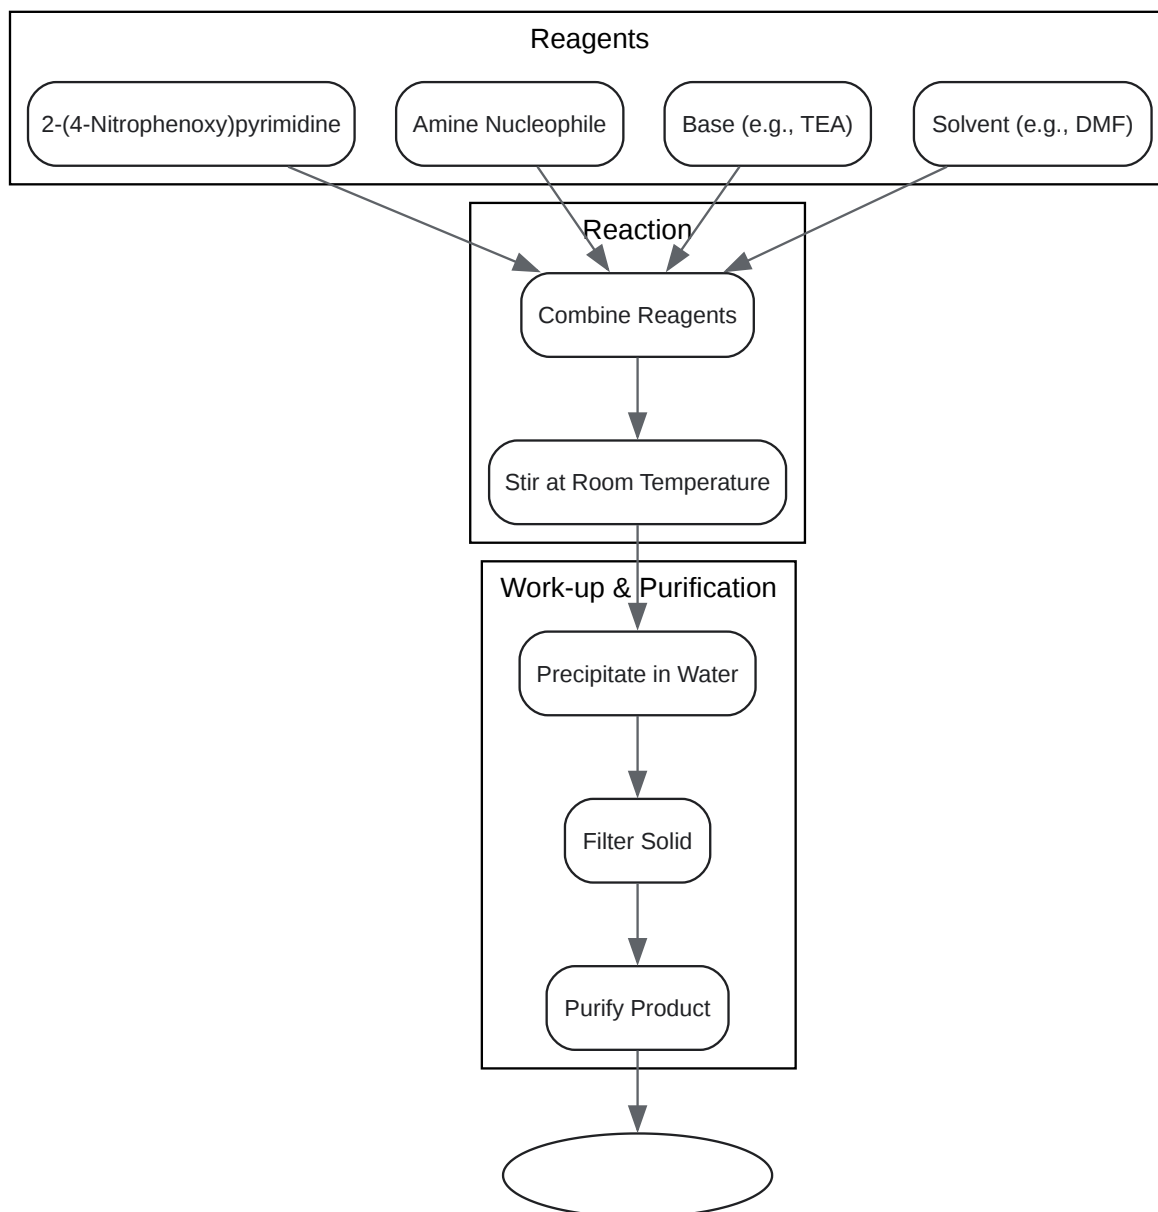 Reagents
2-(4-Nitrophenoxy)pyrimidine
Amine Nucleophile
Base (e.g., TEA)
Solvent (e.g., DMF)
Reaction
Combine Reagents
Stir at Room Temperature
Work-up & Purification
Precipitate in Water
Filter Solid
Purify Product